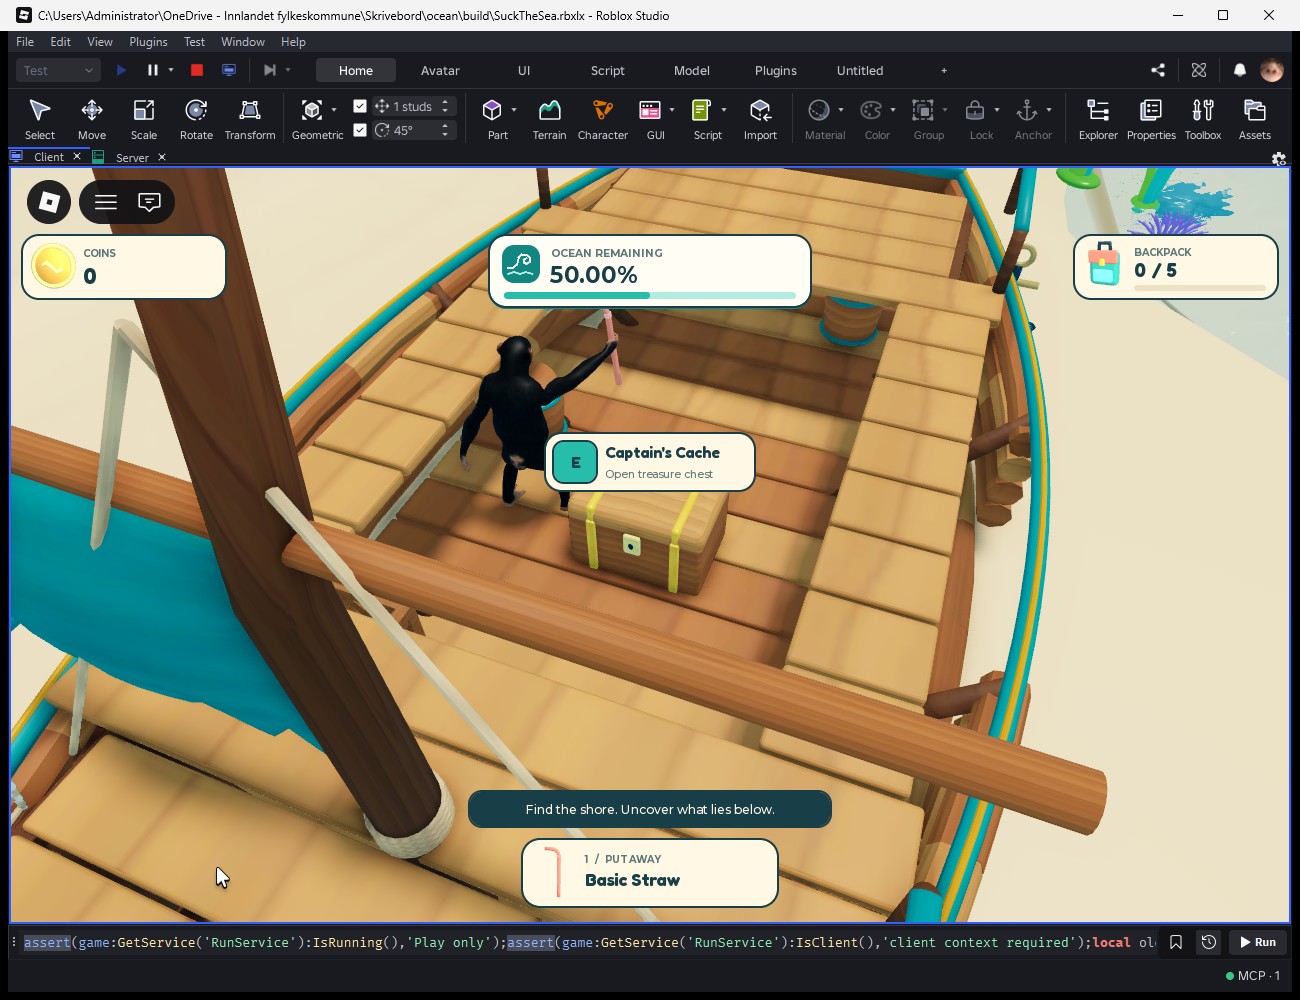 C:\Users\Administrator\OneDrive - Innlandet fylkeskommune\Skrivebord\ocean\build\SuckTheSea.rbxlx - Roblox Studio
File Edit View Plugins Test Window Help
Test Home Avatar UI Script Model Plugins Untitled +
1 studs
45°
Select Move Scale Rotate Transform Geometric Part Terrain Character GUI Script Import Material Color Group Lock Anchor Explorer Properties Toolbox Assets
Client Server
COINS
0
OCEAN REMAINING
50.00%
BACKPACK
0 / 5
E
Captain's Cache
Open treasure chest
Find the shore. Uncover what lies below.
1 / PUT AWAY
Basic Straw
assert(game:GetService('RunService'):IsRunning(),'Play only');assert(game:GetService('RunService'):IsClient(),'client context required');local
Run
MCP · 1